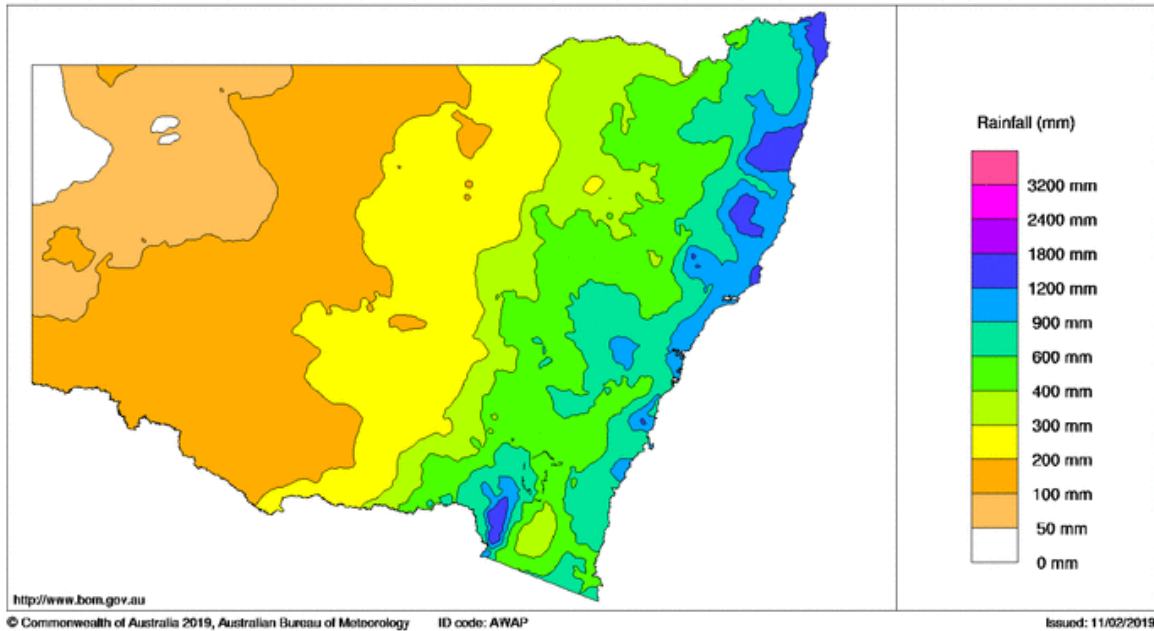 Rainfall (mm)
3200 mm
2400 mm
1800 mm
1200 mm
900 mm
600 mm
400 mm
300 mm
200 mm
100 mm
50 mm
0 mm
http://www.bom.gov.au
© Commonwealth of Australia 2019, Australian Bureau of Meteorology ID code: AWAP Issued: 11/02/2019